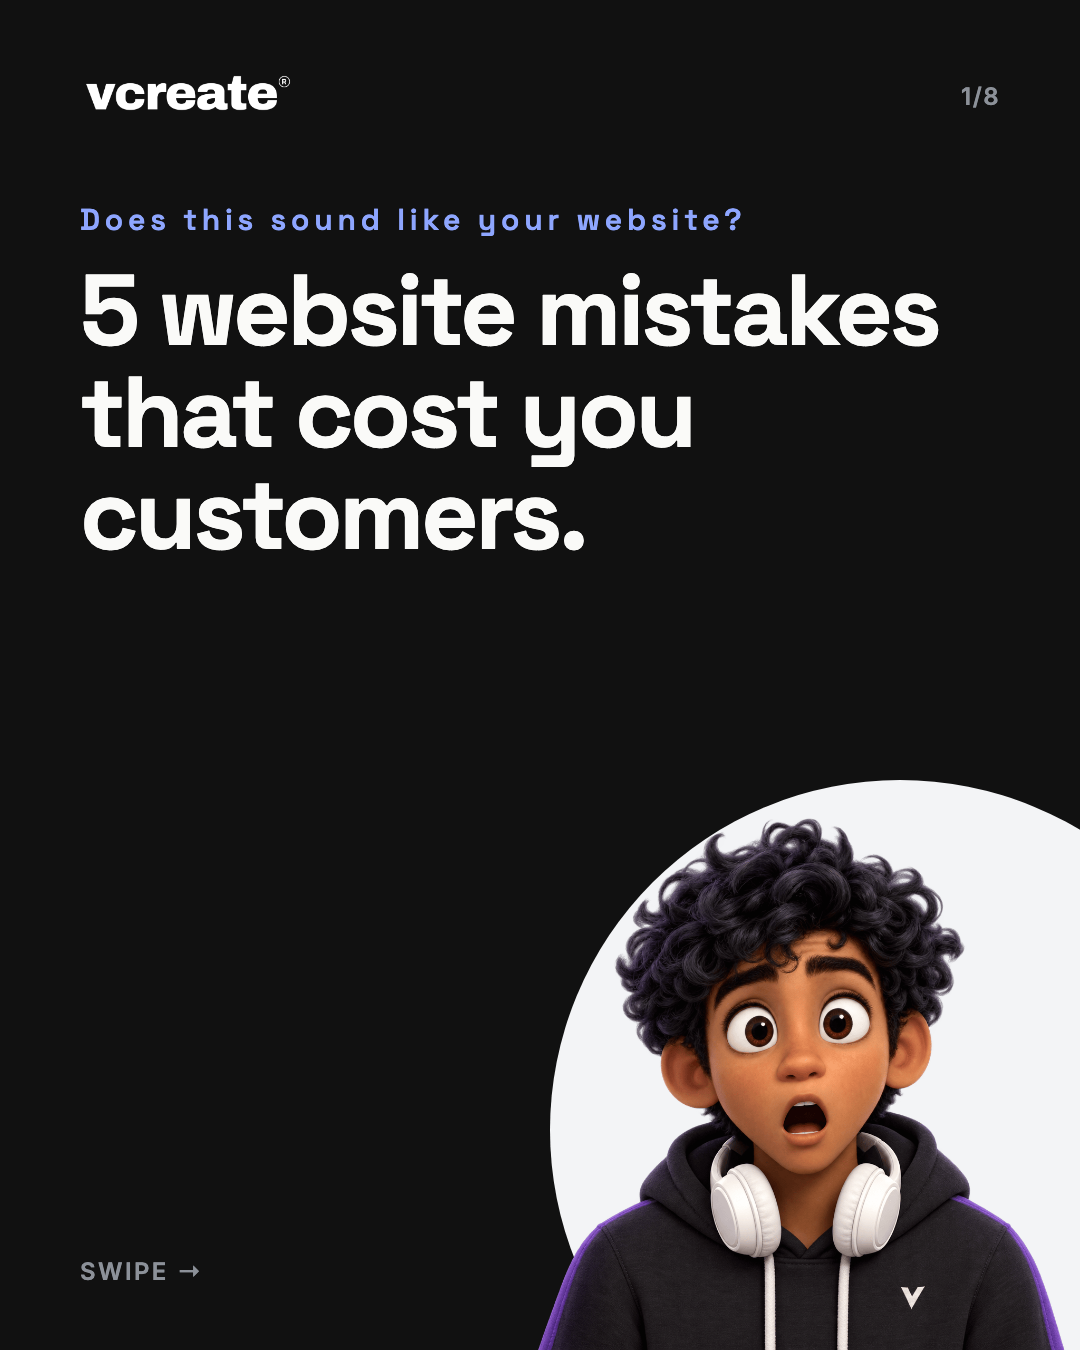 vcreate®
1/8
Does this sound like your website?
5 website mistakes
that cost you
customers.
SWIPE →
V